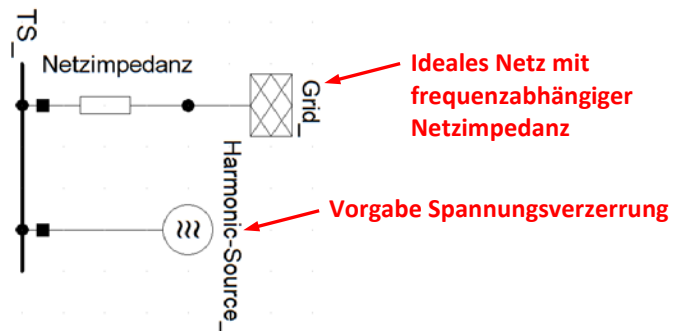 TS_
Netzimpedanz
Grid_
Ideales Netz mit
frequenzabhängiger
Netzimpedanz
Harmonic-Source_
Vorgabe Spannungsverzerrung